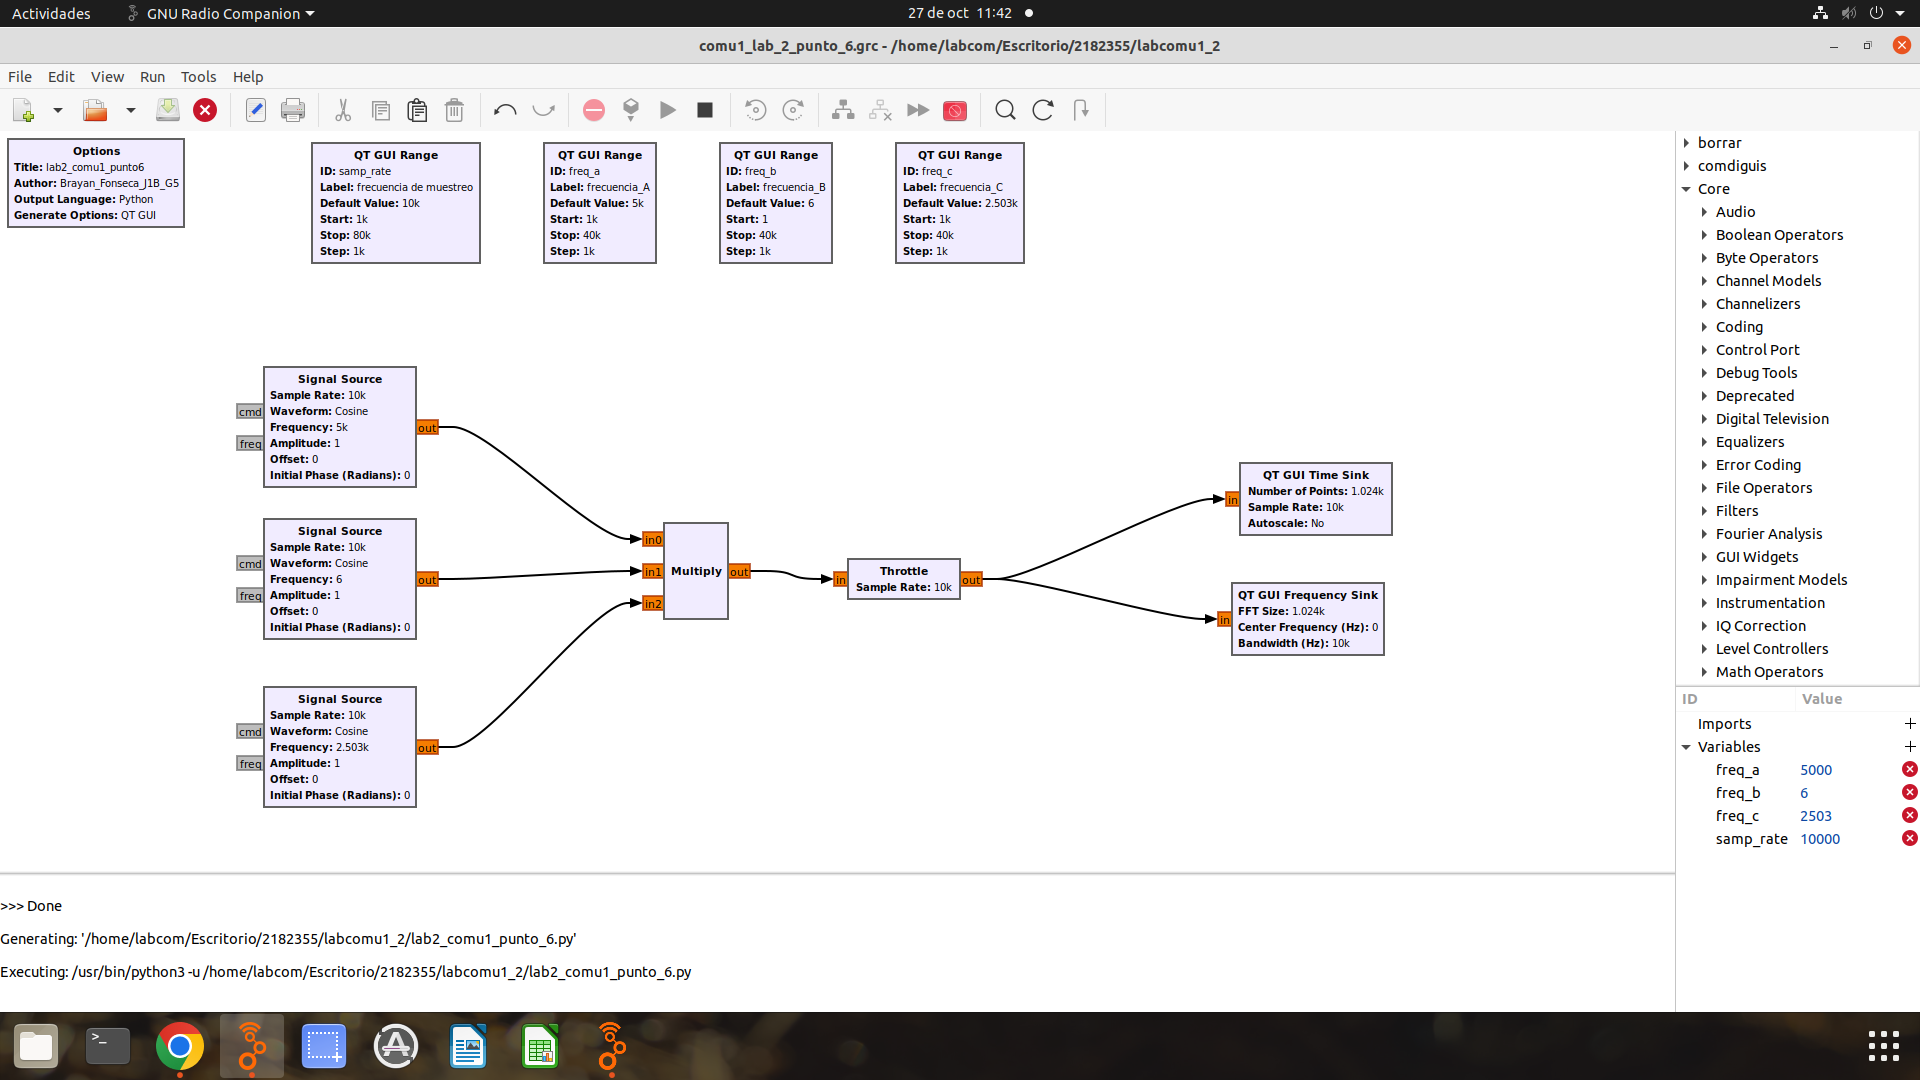 Actividades
GNU Radio Companion
27 de oct 11:42
comu1_lab_2_punto_6.grc - /home/labcom/Escritorio/2182355/labcomu1_2
File Edit View Run Tools Help
Options
Title: lab2_comu1_punto6
Author: Brayan_Fonseca_J1B_G5
Output Language: Python
Generate Options: QT GUI
QT GUI Range
ID: samp_rate
Label: frecuencia de muestreo
Default Value: 10k
Start: 1k
Stop: 80k
Step: 1k
QT GUI Range
ID: freq_a
Label: frecuencia_A
Default Value: 5k
Start: 1k
Stop: 40k
Step: 1k
QT GUI Range
ID: freq_b
Label: frecuencia_B
Default Value: 6
Start: 1
Stop: 40k
Step: 1k
QT GUI Range
ID: freq_c
Label: frecuencia_C
Default Value: 2.503k
Start: 1k
Stop: 40k
Step: 1k
Signal Source
Sample Rate: 10k
Waveform: Cosine
Frequency: 5k
Amplitude: 1
Offset: 0
Initial Phase (Radians): 0
cmd
freq
out
Signal Source
Sample Rate: 10k
Waveform: Cosine
Frequency: 6
Amplitude: 1
Offset: 0
Initial Phase (Radians): 0
cmd
freq
out
Signal Source
Sample Rate: 10k
Waveform: Cosine
Frequency: 2.503k
Amplitude: 1
Offset: 0
Initial Phase (Radians): 0
cmd
freq
out
in0
in1
in2
Multiply
out
in
Throttle
Sample Rate: 10k
out
in
QT GUI Time Sink
Number of Points: 1.024k
Sample Rate: 10k
Autoscale: No
in
QT GUI Frequency Sink
FFT Size: 1.024k
Center Frequency (Hz): 0
Bandwidth (Hz): 10k
borrar
comdiguis
Core
Audio
Boolean Operators
Byte Operators
Channel Models
Channelizers
Coding
Control Port
Debug Tools
Deprecated
Digital Television
Equalizers
Error Coding
File Operators
Filters
Fourier Analysis
GUI Widgets
Impairment Models
Instrumentation
IQ Correction
Level Controllers
Math Operators
ID Value
Imports
Variables
freq_a 5000
freq_b 6
freq_c 2503
samp_rate 10000
>>> Done
Generating: '/home/labcom/Escritorio/2182355/labcomu1_2/lab2_comu1_punto_6.py'
Executing: /usr/bin/python3 -u /home/labcom/Escritorio/2182355/labcomu1_2/lab2_comu1_punto_6.py